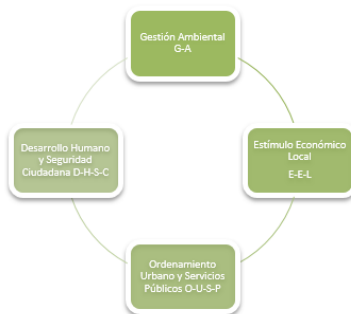 Gestión Ambiental
G-A
Estímulo Económico
Local
E-E-L
Ordenamiento
Urbano y Servicios
Públicos O-U-S-P
Desarrollo Humano
y Seguridad
Ciudadana D-H-S-C